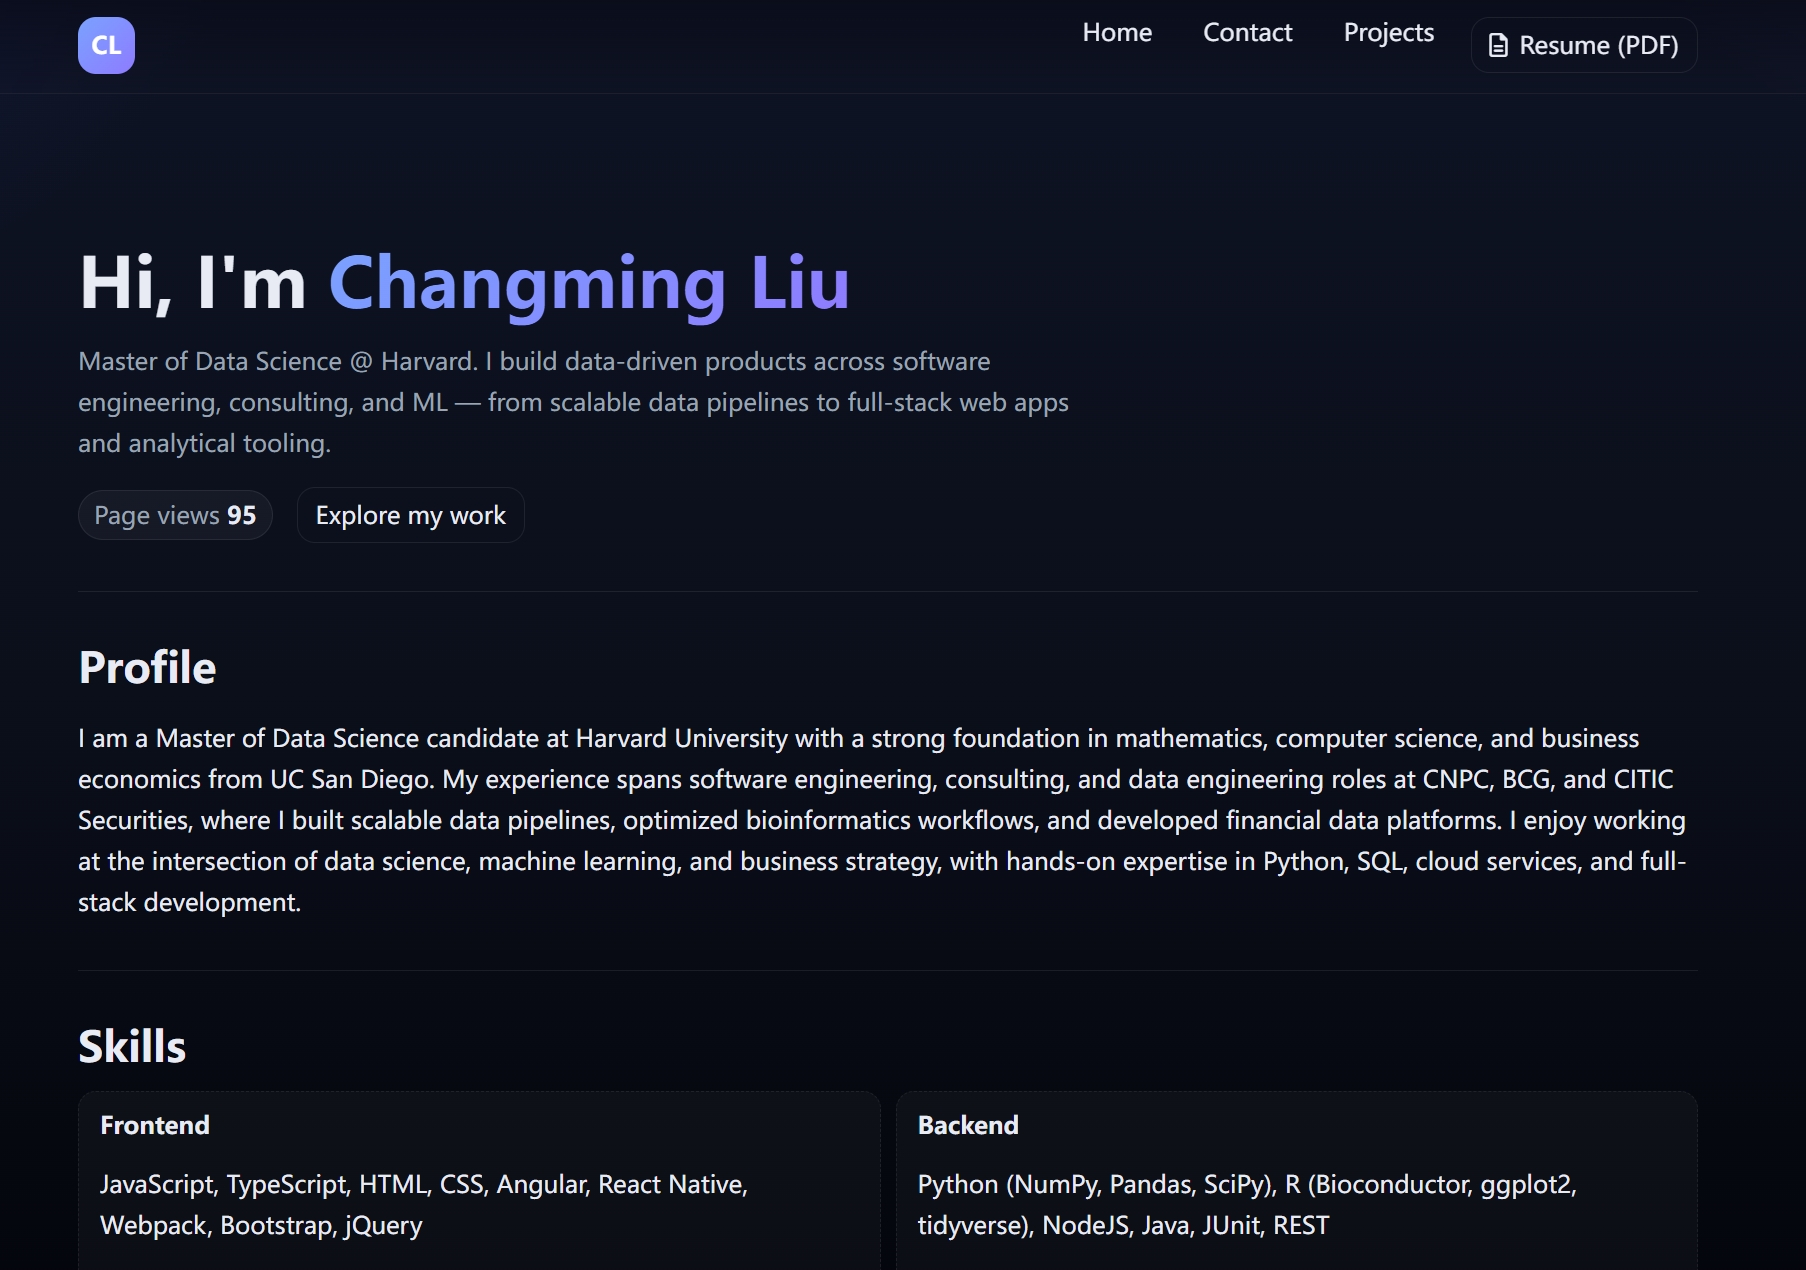 CL
Home
Contact
Projects
Resume (PDF)
Hi, I'm Changming Liu
Master of Data Science @ Harvard. I build data-driven products across software
engineering, consulting, and ML — from scalable data pipelines to full-stack web apps
and analytical tooling.
Page views 95
Explore my work
Profile
I am a Master of Data Science candidate at Harvard University with a strong foundation in mathematics, computer science, and business
economics from UC San Diego. My experience spans software engineering, consulting, and data engineering roles at CNPC, BCG, and CITIC
Securities, where I built scalable data pipelines, optimized bioinformatics workflows, and developed financial data platforms. I enjoy working
at the intersection of data science, machine learning, and business strategy, with hands-on expertise in Python, SQL, cloud services, and full-
stack development.
Skills
Frontend
JavaScript, TypeScript, HTML, CSS, Angular, React Native,
Webpack, Bootstrap, jQuery
Backend
Python (NumPy, Pandas, SciPy), R (Bioconductor, ggplot2,
tidyverse), NodeJS, Java, JUnit, REST